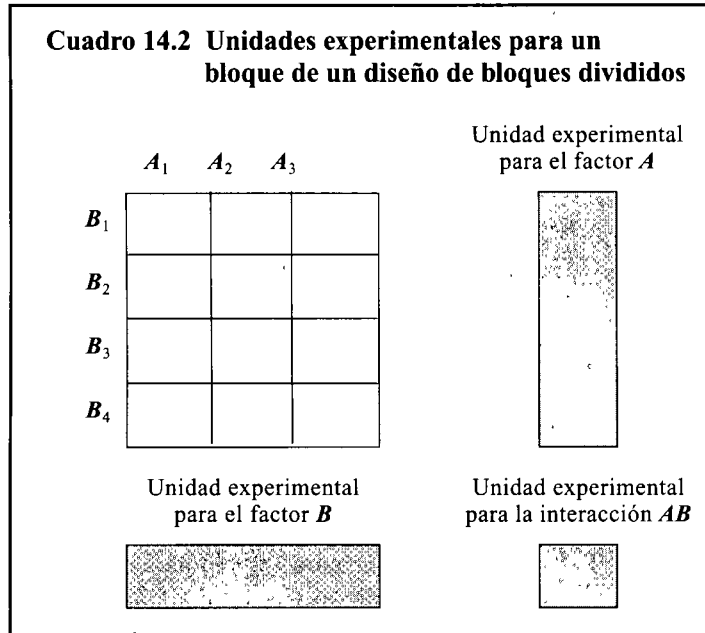 Cuadro 14.2 Unidades experimentales para un
bloque de un diseño de bloques divididos
A1 A2 A3
B1
B2
B3
B4
Unidad experimental
para el factor A
Unidad experimental
para el factor B
Unidad experimental
para la interacción AB